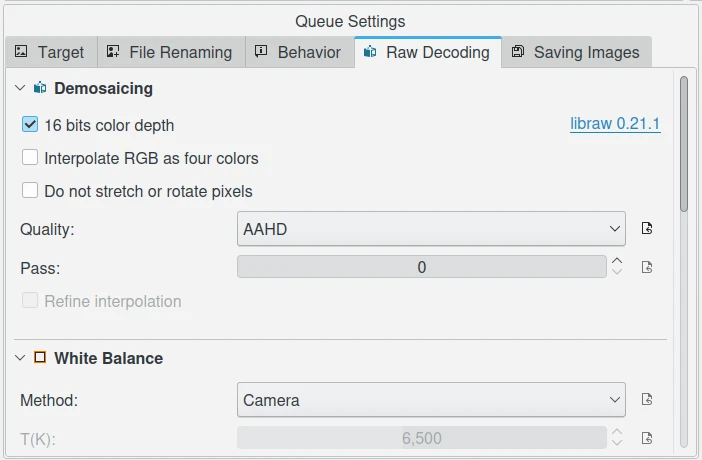 Queue Settings
Target File Renaming Behavior Raw Decoding Saving Images
Demosaicing
16 bits color depth libraw 0.21.1
Interpolate RGB as four colors
Do not stretch or rotate pixels
Quality: AAHD
Pass: 0
Refine interpolation
White Balance
Method: Camera
T(K): 6,500